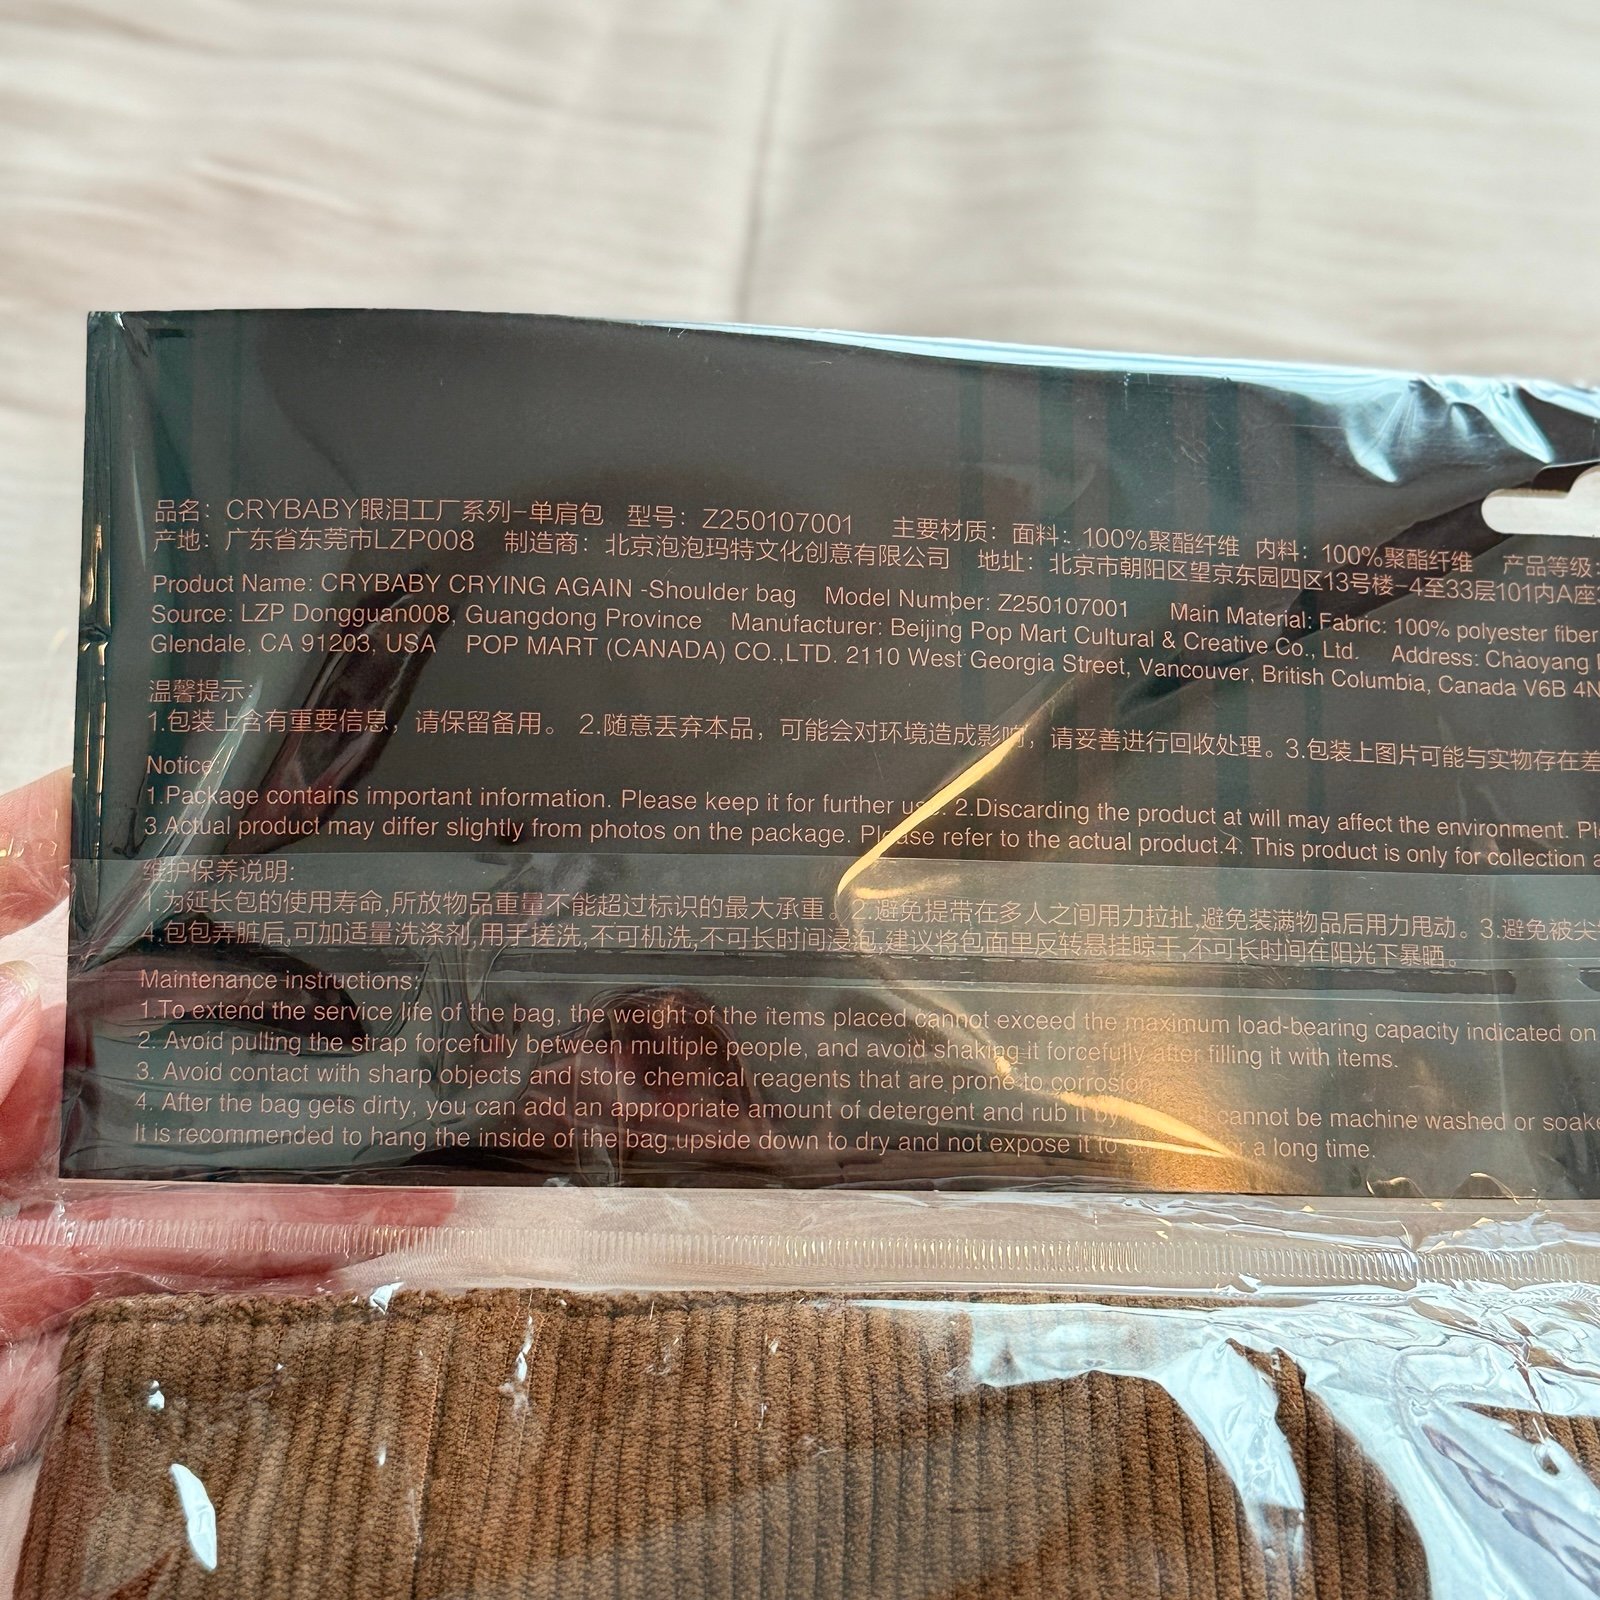 品名：CRYBABY眼泪工厂系列-单肩包 型号：Z250107001 主要材质：面料：100%聚酯纤维 内料：100%聚酯纤维 产品等级：
产地：广东省东莞市LZP008 制造商：北京泡泡玛特文化创意有限公司 地址：北京市朝阳区望京东园四区13号楼-4至33层101内A座
Product Name: CRYBABY CRYING AGAIN -Shoulder bag Model Number: Z250107001 Main Material: Fabric: 100% polyester fiber
Source: LZP Dongguan008, Guangdong Province Manufacturer: Beijing Pop Mart Cultural & Creative Co., Ltd. Address: Chaoyang
Glendale, CA 91203, USA POP MART (CANADA) CO.,LTD. 2110 West Georgia Street, Vancouver, British Columbia, Canada V6B 4N
温馨提示：
1.包装上含有重要信息，请保留备用。 2.随意丢弃本品，可能会对环境造成影响，请妥善进行回收处理。3.包装上图片可能与实物存在差
Notice:
1.Package contains important information. Please keep it for further use. 2.Discarding the product at will may affect the environment.
3.Actual product may differ slightly from photos on the package. Please refer to the actual product.4. This product is only for collection
维护保养说明:
1.为延长包的使用寿命,所放物品重量不能超过标识的最大承重。2.避免提带在多人之间用力拉扯,避免装满物品后用力甩动。3.避免被尖
4.包包弄脏后,可加适量洗涤剂,用手搓洗,不可机洗,不可长时间浸泡,建议将包面里反转悬挂晾干,不可长时间在阳光下暴晒。
Maintenance instructions:
1.To extend the service life of the bag, the weight of the items placed cannot exceed the maximum load-bearing capacity indicated on
2. Avoid pulling the strap forcefully between multiple people, and avoid shaking it forcefully after filling it with items.
3. Avoid contact with sharp objects and store chemical reagents that are prone to corrosion
4. After the bag gets dirty, you can add an appropriate amount of detergent and rub it by cannot be machine washed or
It is recommended to hang the inside of the bag upside down to dry and not expose it to a long time.